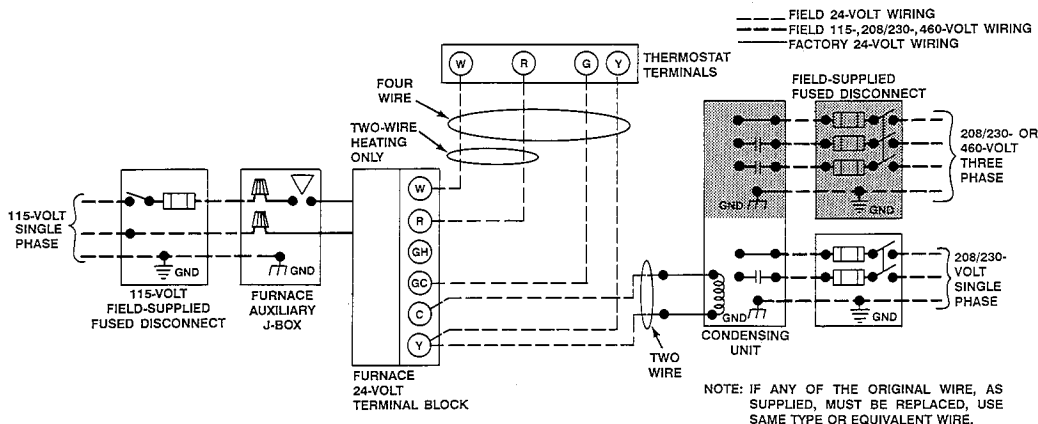 FIELD 24-VOLT WIRING
FIELD 115-,208/230-,460-VOLT WIRING
FACTORY 24-VOLT WIRING
W
R
G
Y
THERMOSTAT
TERMINALS
FOUR
WIRE
TWO-WIRE
HEATING
ONLY
FIELD-SUPPLIED
FUSED DISCONNECT
208/230- OR
460-VOLT
THREE
PHASE
GND
GND
115-VOLT
SINGLE
PHASE
GND
GND
115-VOLT
FIELD-SUPPLIED
FUSED DISCONNECT
FURNACE
AUXILIARY
J-BOX
W
R
GH
GC
C
Y
FURNACE
24-VOLT
TERMINAL BLOCK
TWO
WIRE
GND
GND
208/230-
VOLT
SINGLE
PHASE
CONDENSING
UNIT
NOTE: IF ANY OF THE ORIGINAL WIRE, AS
SUPPLIED, MUST BE REPLACED, USE
SAME TYPE OR EQUIVALENT WIRE.